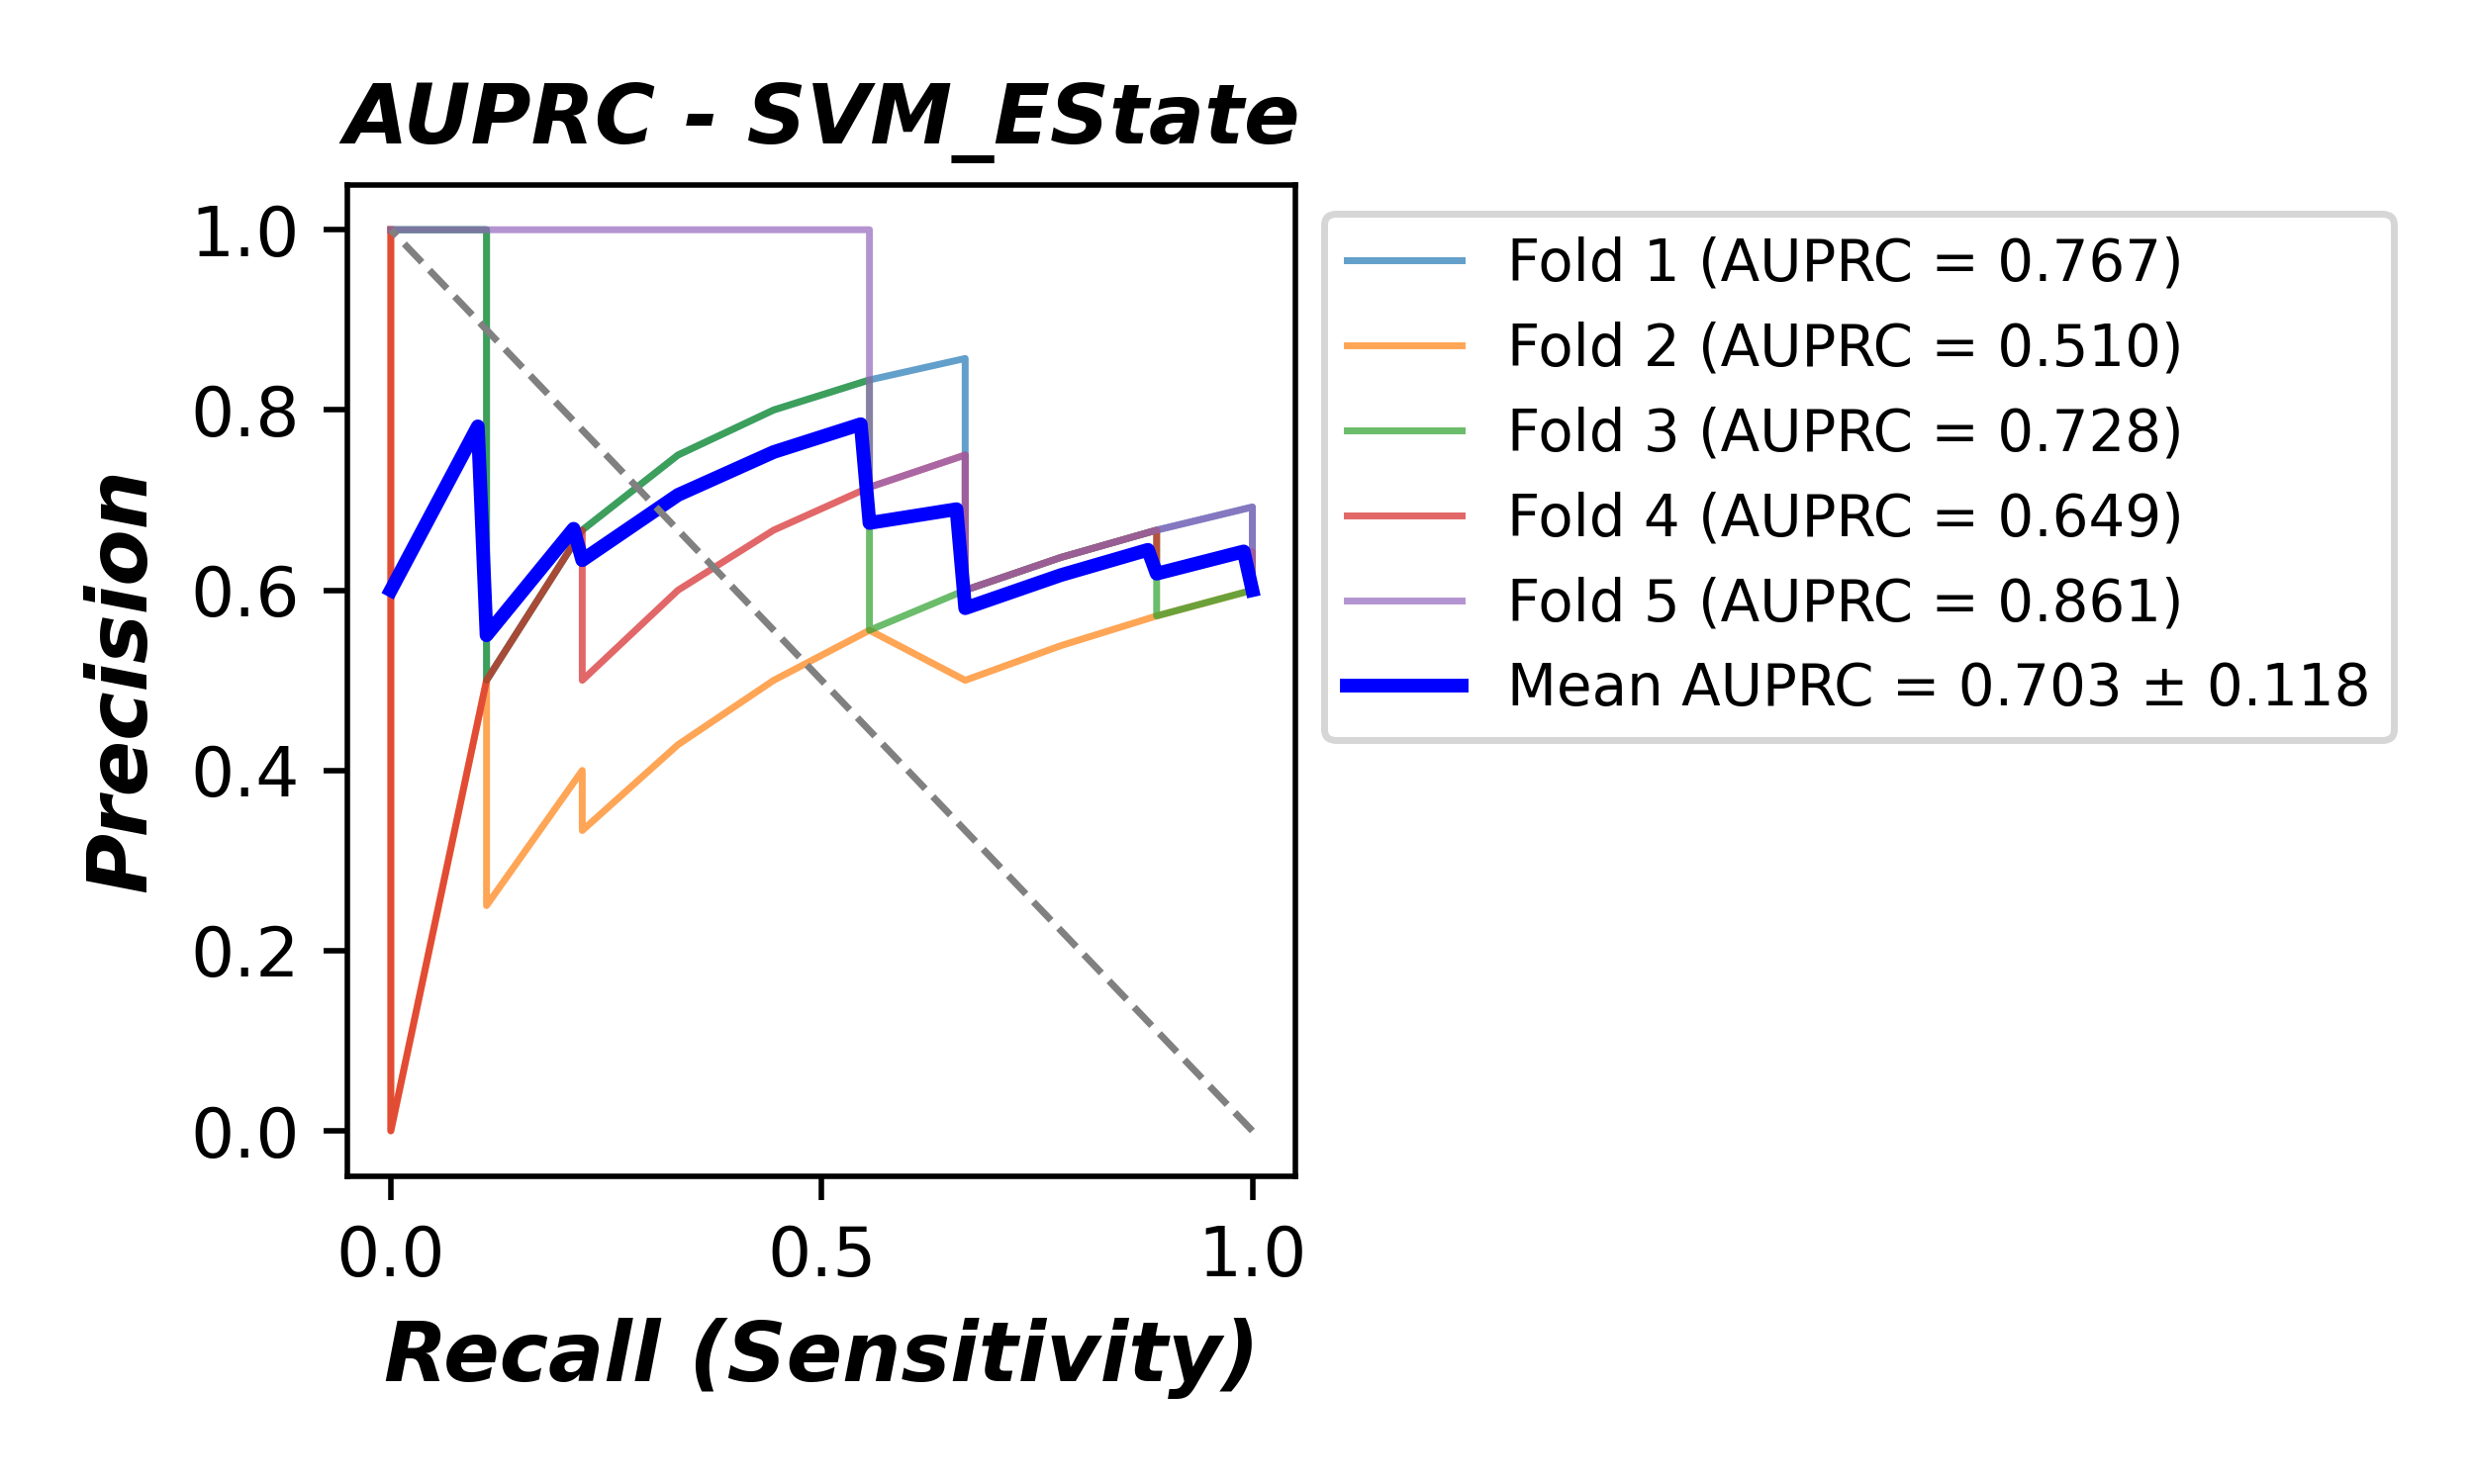 AUPRC - SVM_EState
Precision
1.0
0.8
0.6
0.4
0.2
0.0
0.0 0.5 1.0
Recall (Sensitivity)
Fold 1 (AUPRC = 0.767)
Fold 2 (AUPRC = 0.510)
Fold 3 (AUPRC = 0.728)
Fold 4 (AUPRC = 0.649)
Fold 5 (AUPRC = 0.861)
Mean AUPRC = 0.703 ± 0.118